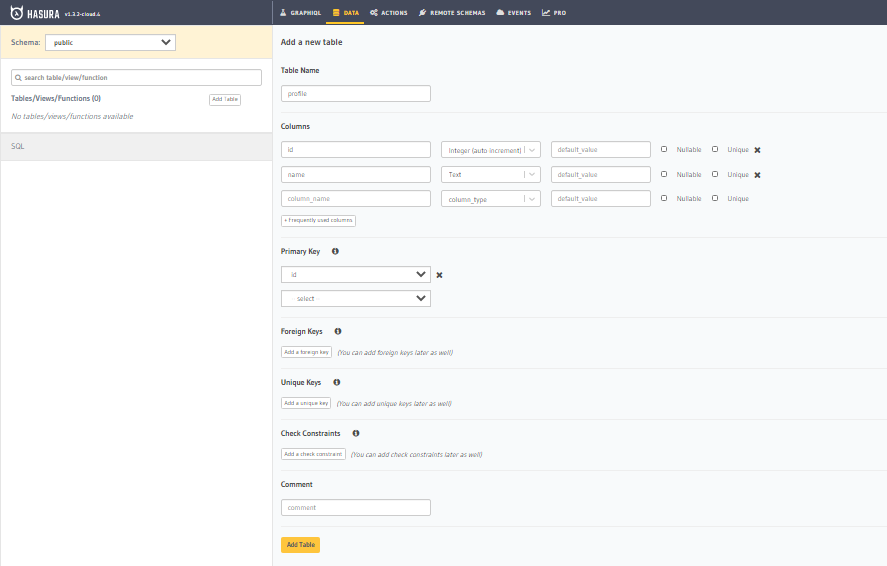 HASURA v1.3.2-cloud.4 GRAPHIQL DATA ACTIONS REMOTE SCHEMAS EVENTS PRO
Schema: public
search table/view/function
Tables/Views/Functions (0) Add Table
No tables/views/functions available
SQL
Add a new table
Table Name
profile
Columns
id Integer (auto-increment) default_value Nullable Unique
name Text default_value Nullable Unique
column_name column_type default_value Nullable Unique
+ Frequently used columns
Primary Key
id
select
Foreign Keys
Add a foreign key (You can add foreign keys later as well)
Unique Keys
Add a unique key (You can add unique keys later as well)
Check Constraints
Add a check constraint (You can add check constraints later as well)
Comment
comment
Add Table